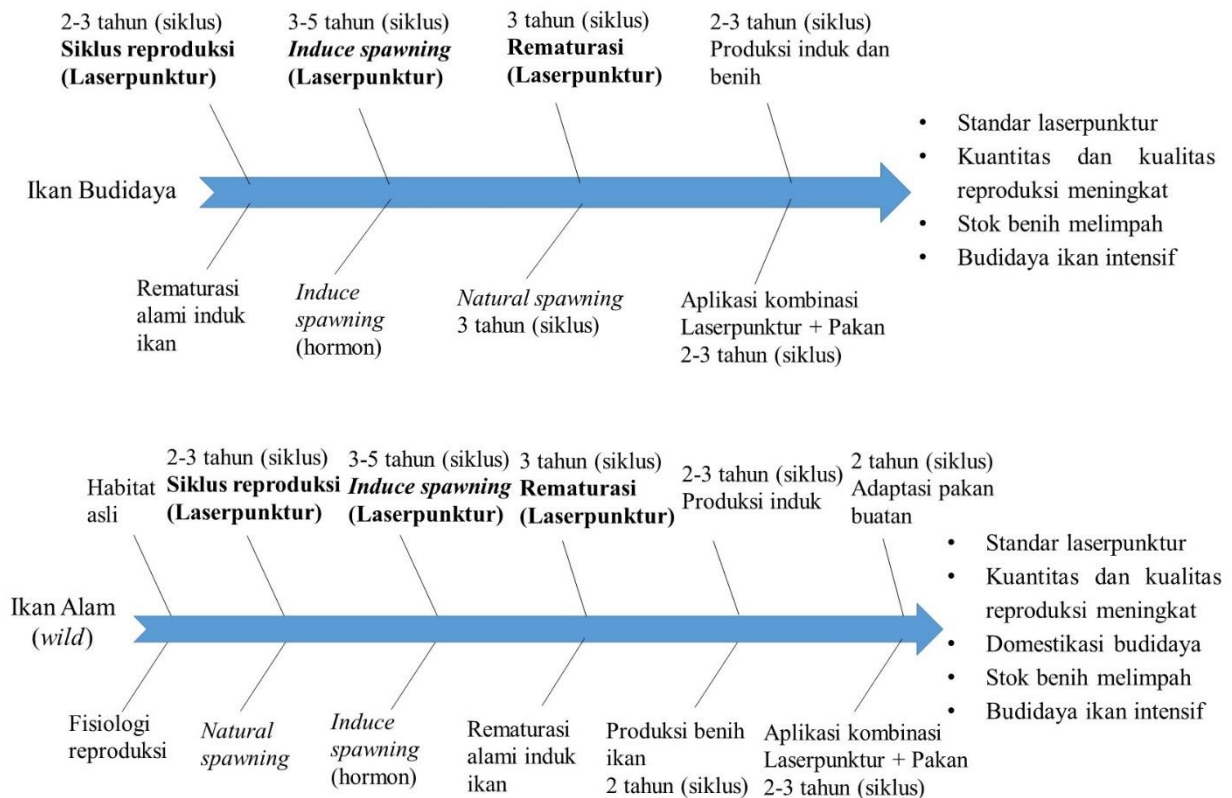 2-3 tahun (siklus)
Siklus reproduksi
(Laserpunktur)
3-5 tahun (siklus)
Induce spawning
(Laserpunktur)
3 tahun (siklus)
Rematurasi
(Laserpunktur)
2-3 tahun (siklus)
Produksi induk dan
benih
Ikan Budidaya
Rematurasi
alami induk
ikan
Induce
spawning
(hormon)
Natural spawning
3 tahun (siklus)
Aplikasi kombinasi
Laserpunktur + Pakan
2-3 tahun (siklus)
• Standar laserpunktur
• Kuantitas dan kualitas
reproduksi meningkat
• Stok benih melimpah
• Budidaya ikan intensif
Habitat
asli
2-3 tahun (siklus)
Siklus reproduksi
(Laserpunktur)
3-5 tahun (siklus)
Induce spawning
(Laserpunktur)
3 tahun (siklus)
Rematurasi
(Laserpunktur)
2-3 tahun (siklus)
Produksi induk
2 tahun (siklus)
Adaptasi pakan
buatan
Ikan Alam
(wild)
Fisiologi
reproduksi
Natural
spawning
Induce
spawning
(hormon)
Rematurasi
alami induk
ikan
Produksi benih
ikan
2 tahun (siklus)
Aplikasi kombinasi
Laserpunktur + Pakan
2-3 tahun (siklus)
• Standar laserpunktur
• Kuantitas dan kualitas
reproduksi meningkat
• Domestikasi budidaya
• Stok benih melimpah
• Budidaya ikan intensif